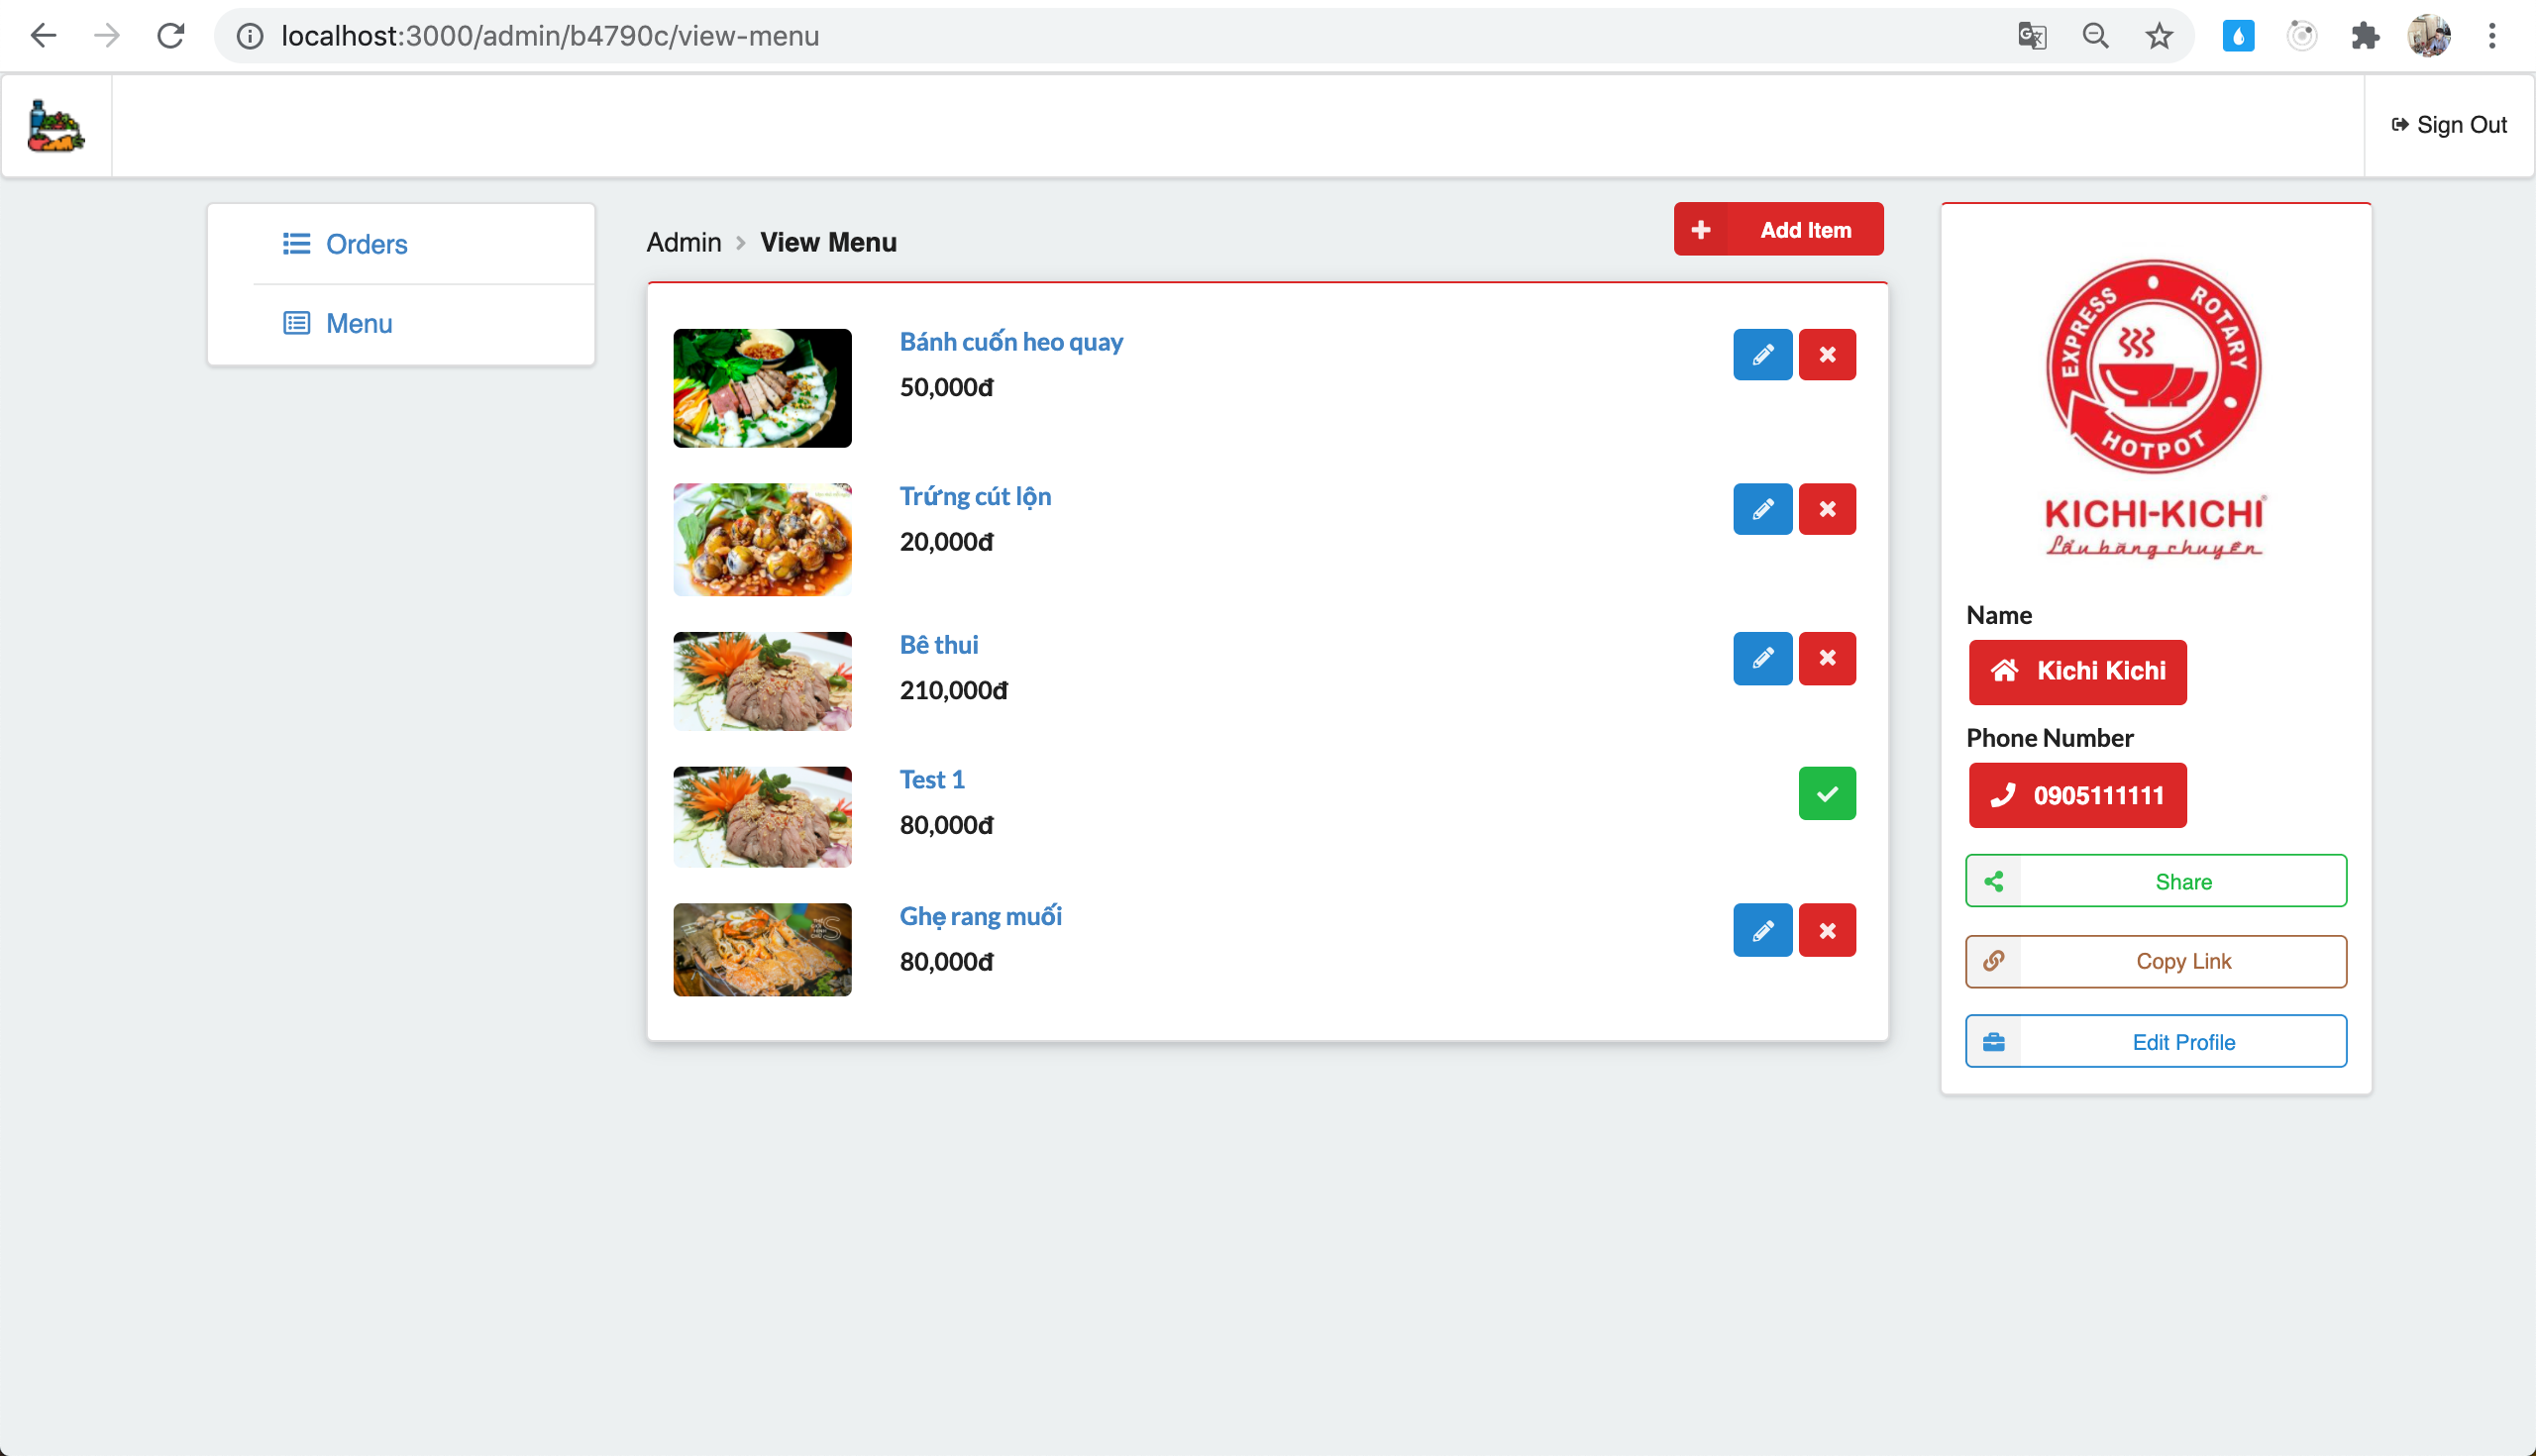 localhost:3000/admin/b4790c/view-menu
Sign Out
Orders
Menu
Admin > View Menu
Add Item
Bánh cuốn heo quay
50,000đ
Trứng cút lộn
20,000đ
Bê thui
210,000đ
Test 1
80,000đ
Ghẹ rang muối
80,000đ
EXPRESS • ROTARY • HOTPOT
KICHI-KICHI®
Lẩu băng chuyền
Name
Kichi Kichi
Phone Number
0905111111
Share
Copy Link
Edit Profile